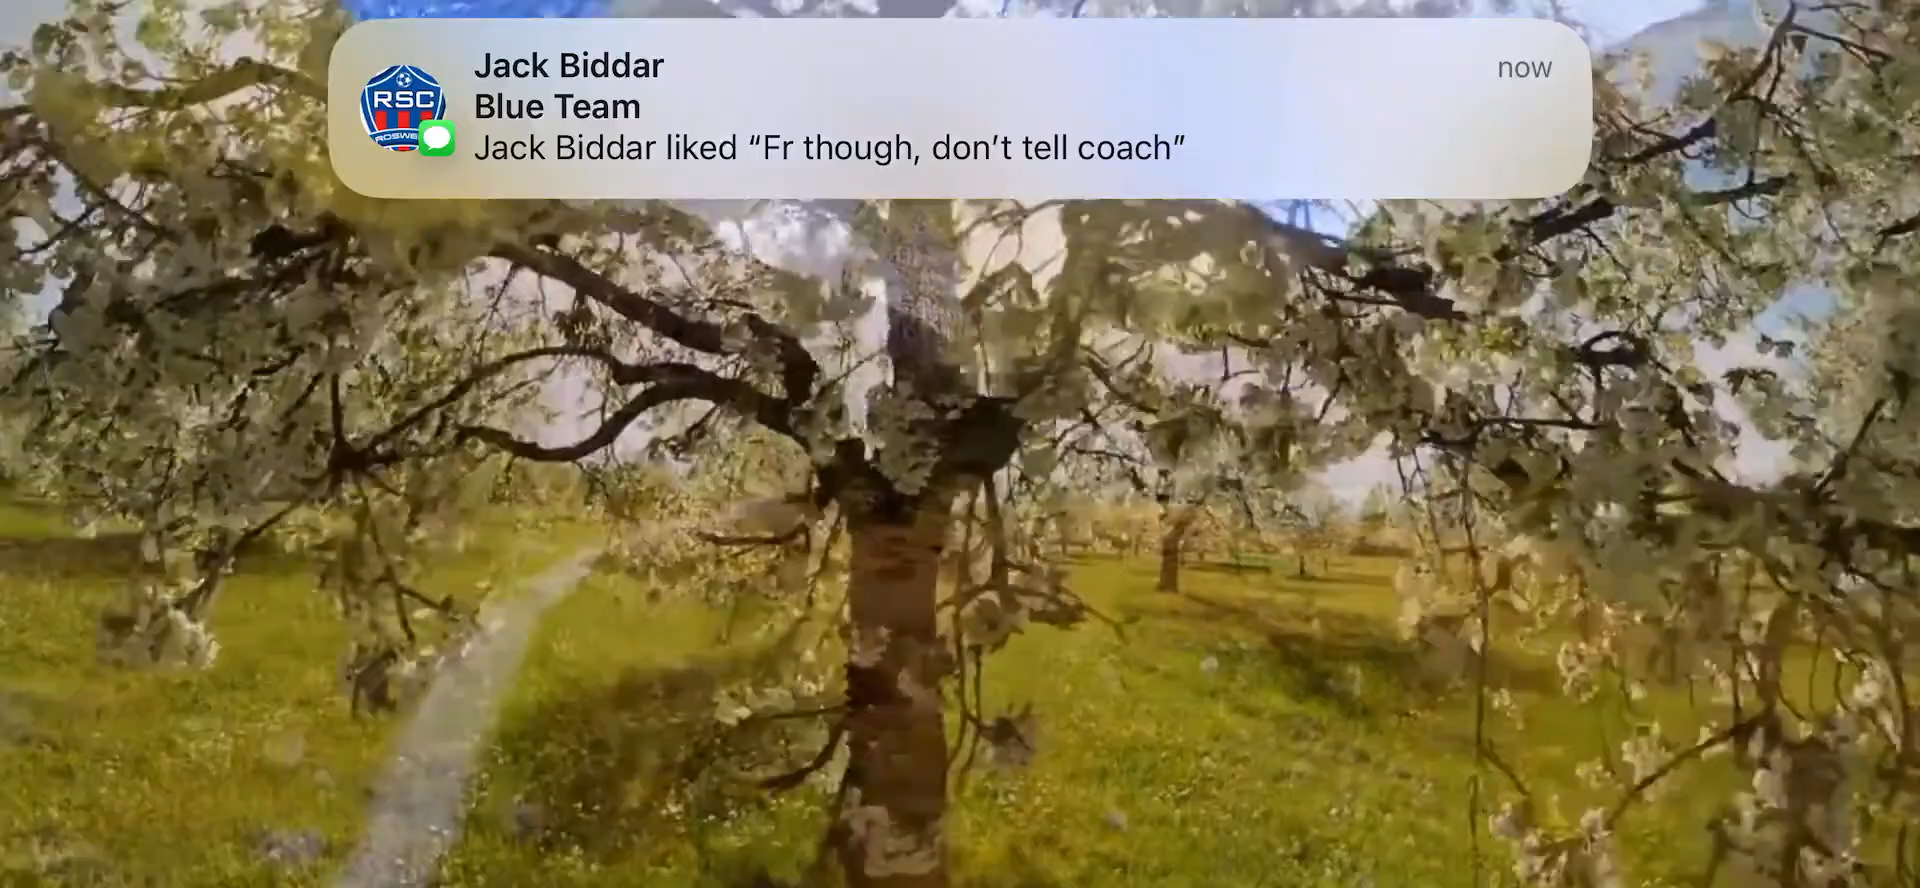 Jack Biddar
now
Blue Team
Jack Biddar liked “Fr though, don’t tell coach”
RSC